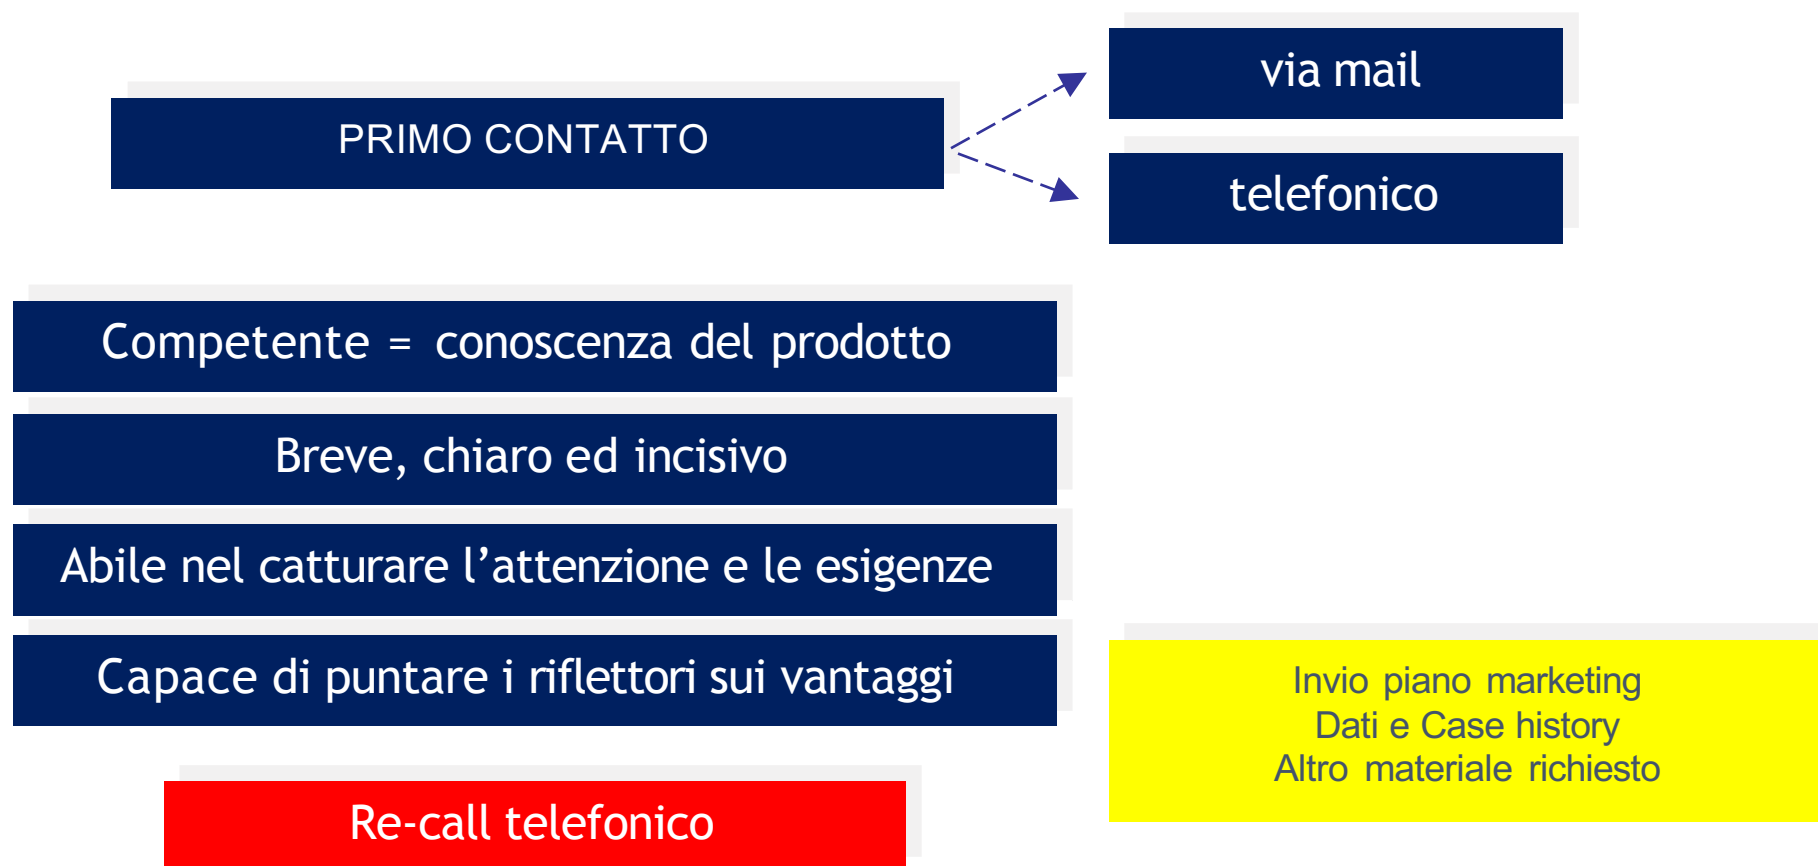 PRIMO CONTATTO
via mail
telefonico
Competente = conoscenza del prodotto
Breve, chiaro ed incisivo
Abile nel catturare l’attenzione e le esigenze
Capace di puntare i riflettori sui vantaggi
Invio piano marketing
Dati e Case history
Altro materiale richiesto
Re-call telefonico